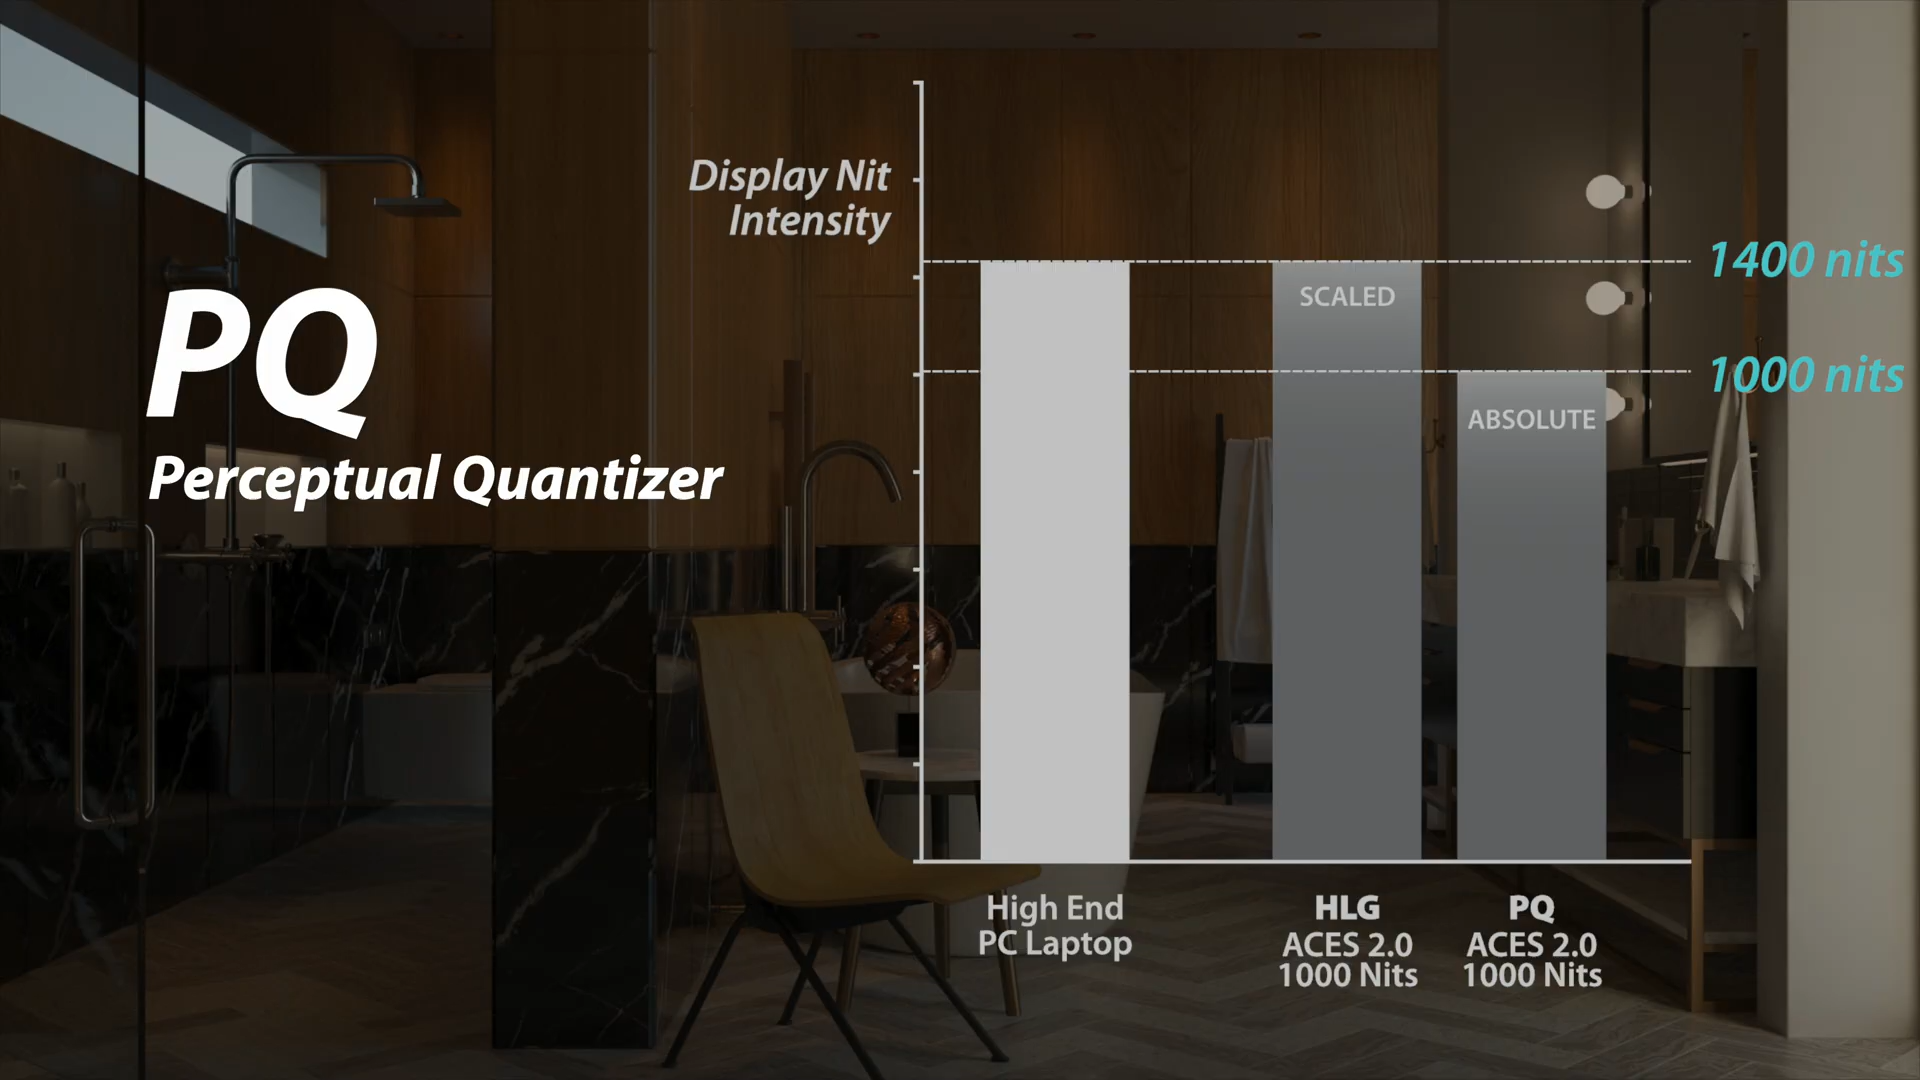 PQ
Perceptual Quantizer
Display Nit
Intensity
1400 nits
1000 nits
SCALED
ABSOLUTE
High End
PC Laptop
HLG
ACES 2.0
1000 Nits
PQ
ACES 2.0
1000 Nits